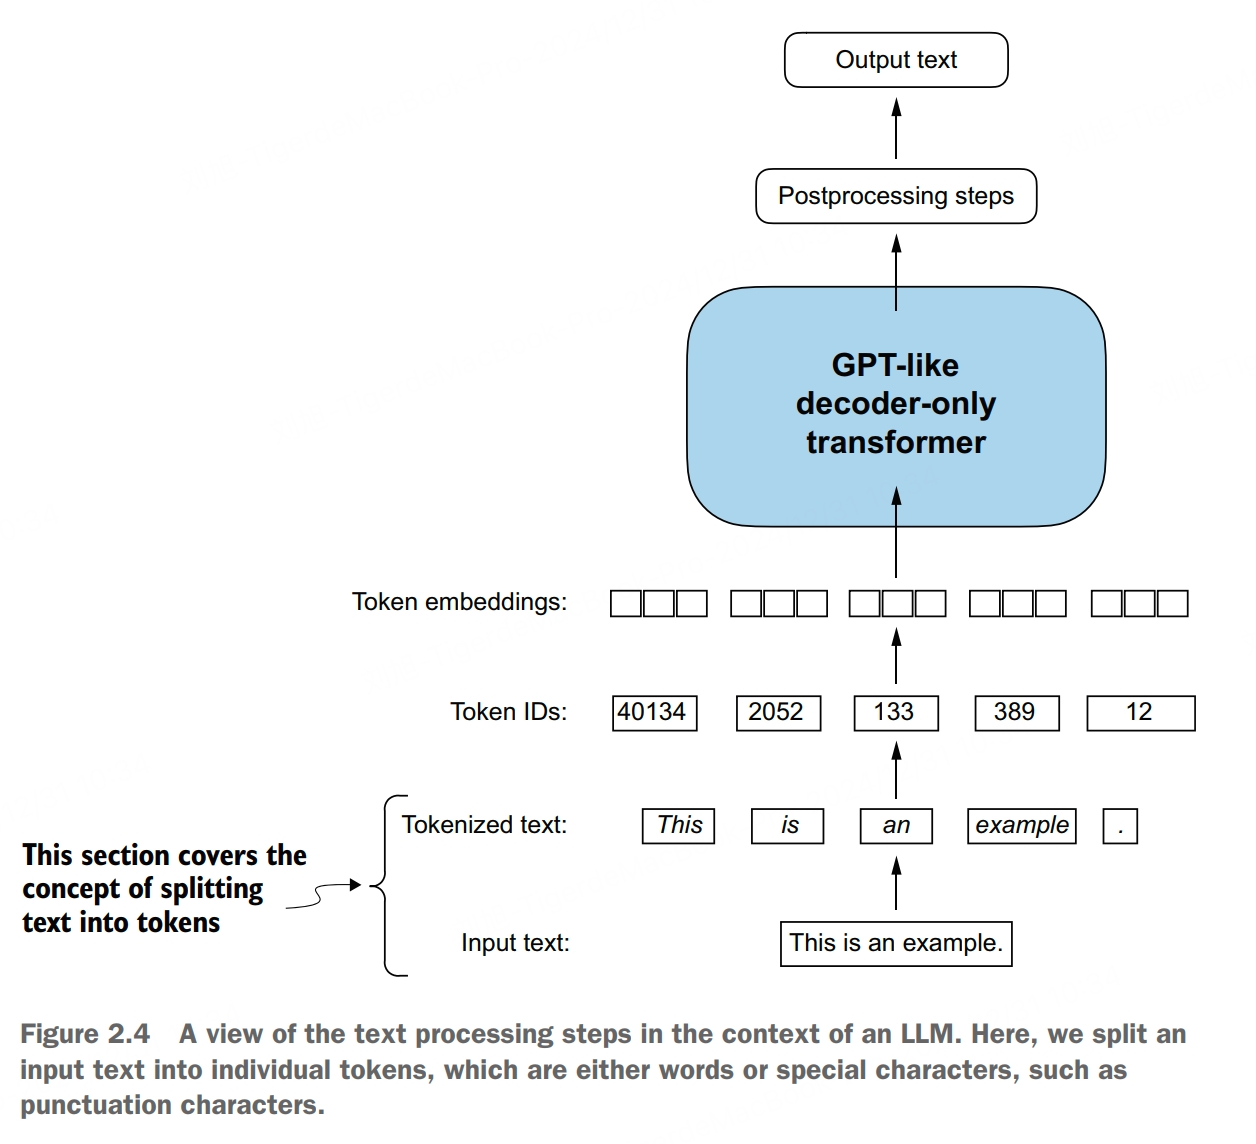 Output text
Postprocessing steps
GPT-like
decoder-only
transformer
Token embeddings:
Token IDs: 40134 2052 133 389 12
Tokenized text: This is an example .
This section covers the
concept of splitting
text into tokens
Input text: This is an example.
Figure 2.4 A view of the text processing steps in the context of an LLM. Here, we split an
input text into individual tokens, which are either words or special characters, such as
punctuation characters.